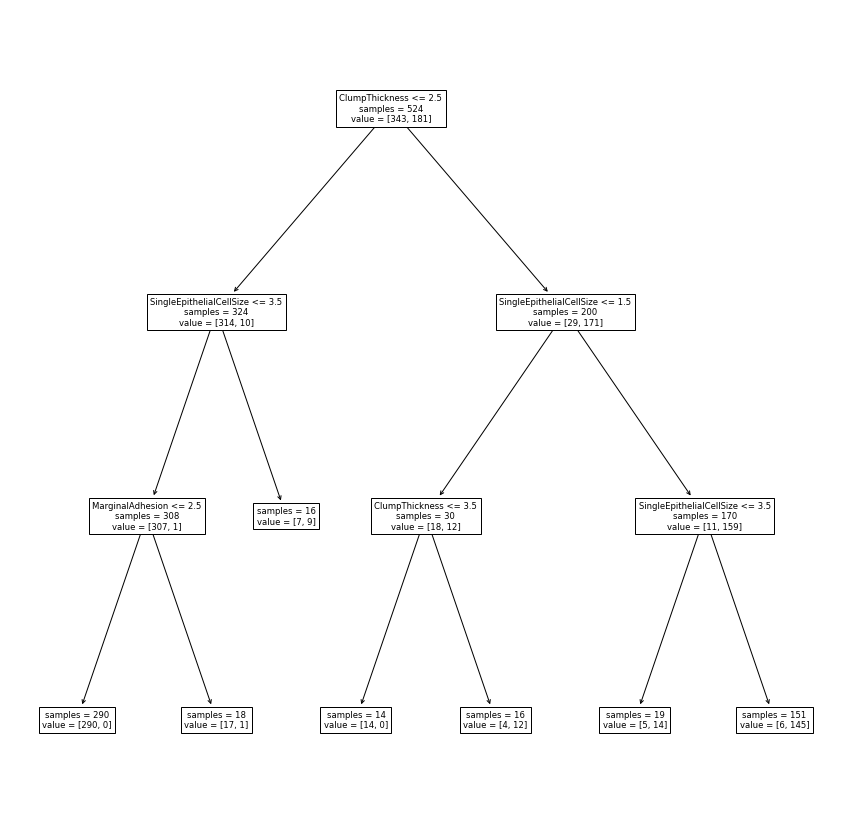 ClumpThickness <= 2.5
samples = 524
value = [343, 181]
SingleEpithelialCellSize <= 3.5
samples = 324
value = [314, 10]
SingleEpithelialCellSize <= 1.5
samples = 200
value = [29, 171]
MarginalAdhesion <= 2.5
samples = 308
value = [307, 1]
samples = 16
value = [7, 9]
ClumpThickness <= 3.5
samples = 30
value = [18, 12]
SingleEpithelialCellSize <= 3.5
samples = 170
value = [11, 159]
samples = 290
value = [290, 0]
samples = 18
value = [17, 1]
samples = 14
value = [14, 0]
samples = 16
value = [4, 12]
samples = 19
value = [5, 14]
samples = 151
value = [6, 145]